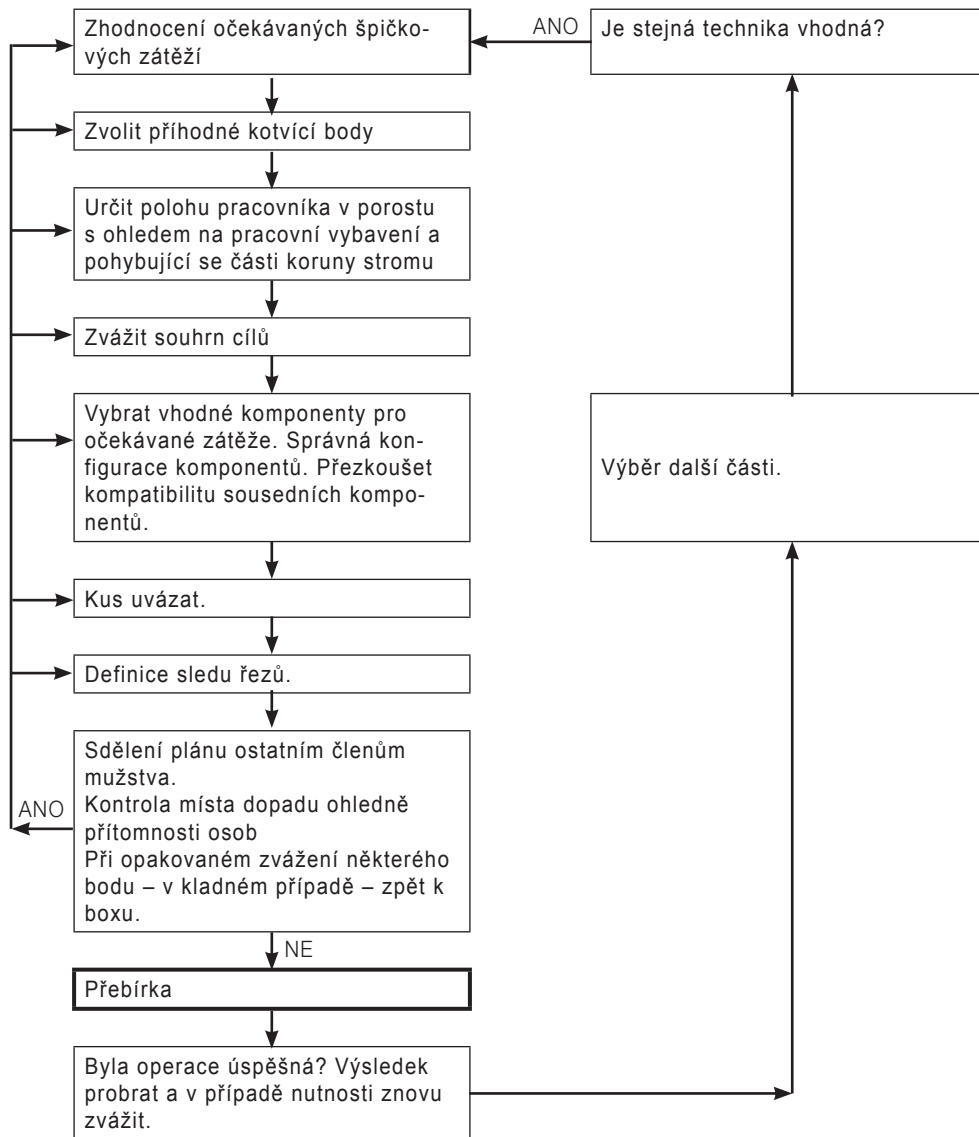 Zhodnocení očekávaných špičko-
vých zátěží
ANO
Je stejná technika vhodná?
Zvolit příhodné kotvící body
Určit polohu pracovníka v porostu
s ohledem na pracovní vybavení a
pohybující se části koruny stromu
Zvážit souhrn cílů
Vybrat vhodné komponenty pro
očekávané zátěže. Správná kon-
figurace komponentů. Přezkoušet
kompatibilitu sousedních kompo-
nentů.
Výběr další části.
Kus uvázat.
Definice sledu řezů.
Sdělení plánu ostatním členům
mužstva.
Kontrola místa dopadu ohledně
přítomnosti osob
Při opakovaném zvážení některého
bodu – v kladném případě – zpět k
boxu.
ANO
NE
Přebírka
Byla operace úspěšná? Výsledek
probrat a v případě nutnosti znovu
zvážit.